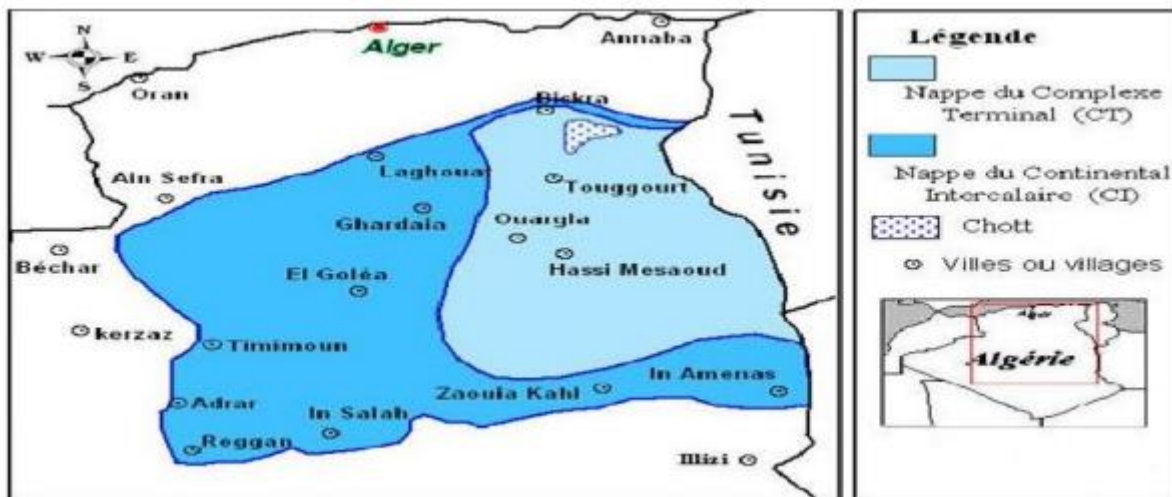 N
W E
S
Alger
Annaba
Oran
Biskra
Tunisie
Laghouat
Ain Sefra
Touggourt
Ghardaia
Ouargla
Béchar
Hassi Mesaoud
El Goléa
kerzaz
Timimoun
In Amenas
Zaouia Kahl
Adrar
In Salah
Reggan
Illizi
Légende
Nappe du Complexe
Terminal (CT)
Nappe du Continental
Intercalaire (CI)
Chott
Villes ou villages
Alger
Algérie